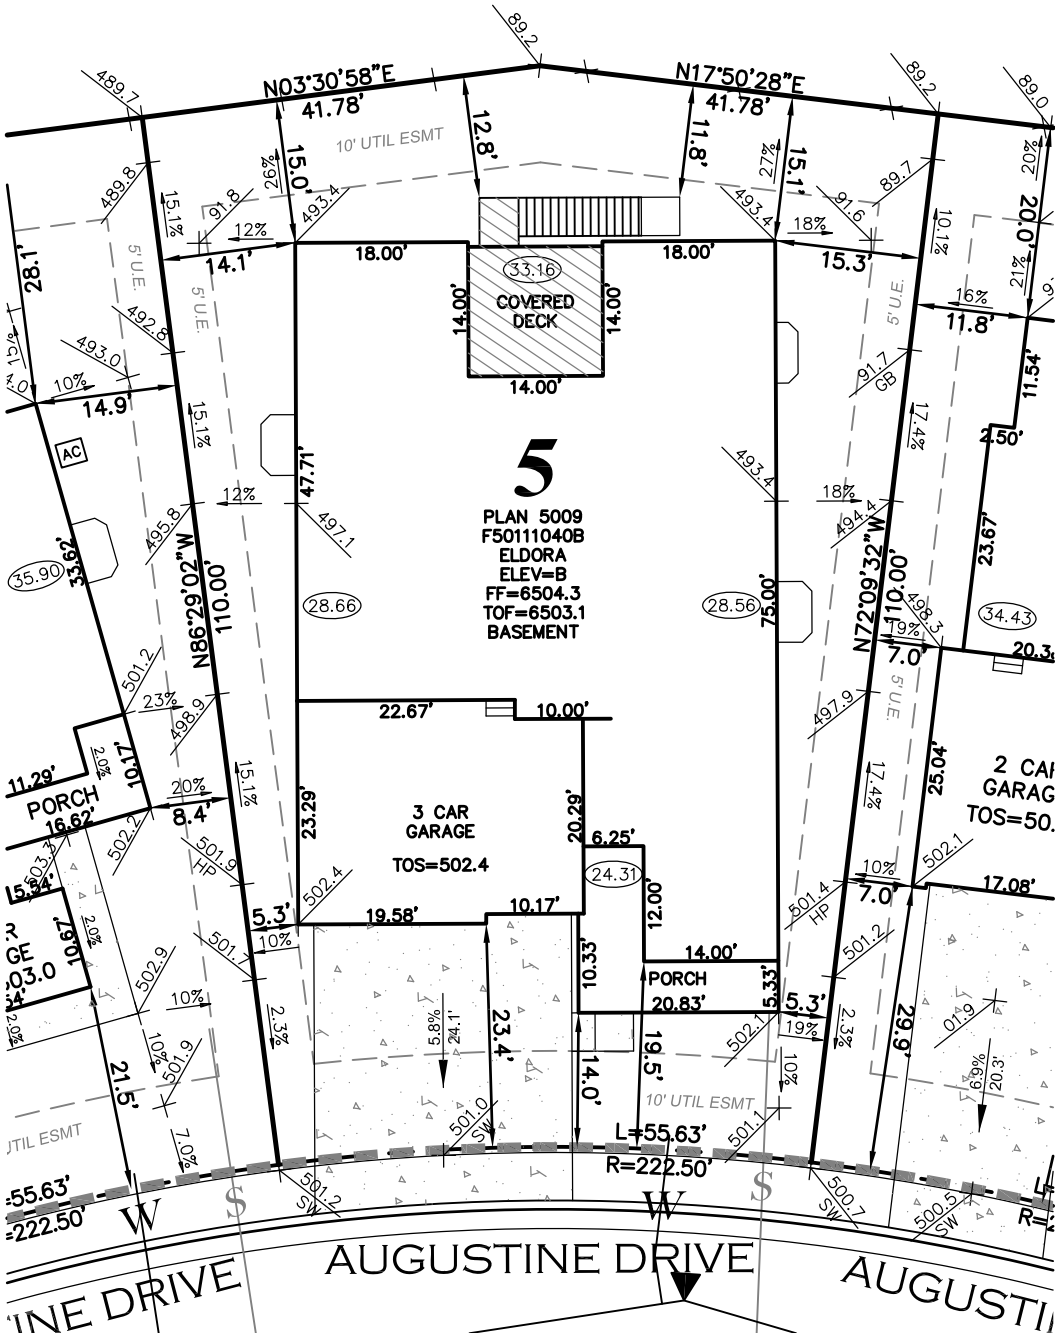 89.2
489.7
N03°30'58"E
41.78'
N17°50'28"E
41.78'
89.2
89.0
10' UTIL ESMT
12.8'
11.8'
15.0'
26%
27%
15.1'
20%
20.0'
21%
489.8
15.1%
91.8
12%
493.4
493.4
18%
91.6
89.7
10.1%
14.1'
18.00'
18.00'
15.3'
28.1'
5' U.E.
5' U.E.
5' U.E.
33.16
COVERED
DECK
14.00'
14.00'
14.00'
16%
11.8'
492.8
493.0
10%
14.9'
11.54'
91.7
GB
15.1%
17.4%
2.50'
AC
5
47.71'
493.4
12%
497.1
18%
494.4
495.8
33.62'
35.90
PLAN 5009
F50111040B
ELDORA
ELEV=B
FF=6504.3
TOF=6503.1
BASEMENT
23.67'
N86°29'02"W
110.00'
28.66
28.56
75.00'
N72°09'32"W
110.00'
498.3
34.43
19%
7.0'
501.2
23%
498.9
497.9
5' U.E.
22.67'
10.00'
2.0%
10.17'
11.29'
PORCH
16.62'
20%
8.4'
15.1%
17.4%
25.04'
2 CAR
GARAG
TOS=50.
23.29'
3 CAR
GARAGE
TOS=502.4
20.29'
6.25'
24.31
12.00'
503.3
502.2
501.9
HP
502.4
501.4
HP
10%
7.0'
502.1
17.08'
15.54'
2.0%
10.67'
R
GE
03.0
2.0%
5.3'
10%
19.58'
10.17'
10.33'
14.00'
PORCH
20.83'
5.33'
5.3'
19%
501.2
502.9
10%
2.3%
5.8%
24.1'
23.4'
14.0'
19.5'
502.1
10%
2.3%
29.9'
01.9
6.9%
20.3'
21.5'
10%
501.9
7.0%
UTIL ESMT
10' UTIL ESMT
501.0
SW
501.1
L=55.63'
R=222.50'
=55.63'
=222.50'
501.2
SW
500.7
SW
500.5
SW
W
S
W
S
INE DRIVE
AUGUSTINE DRIVE
AUGUSTI